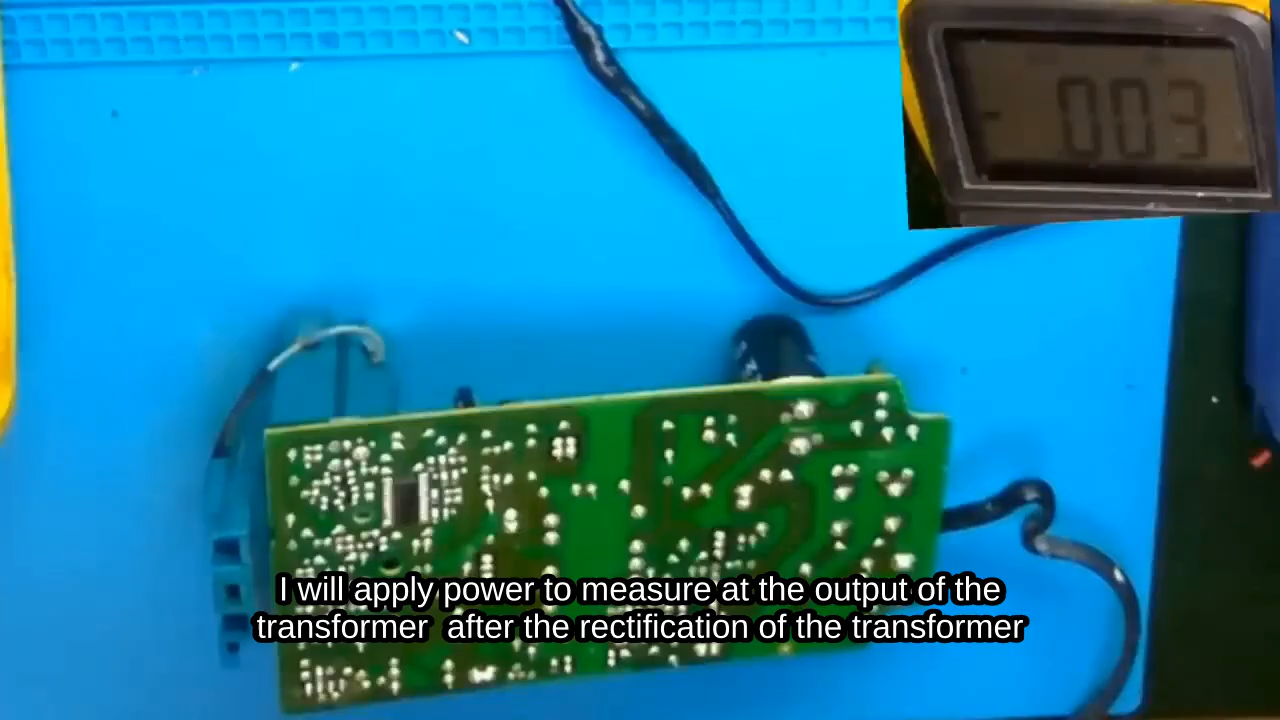 003
I will apply power to measure at the output of the
transformer after the rectification of the transformer